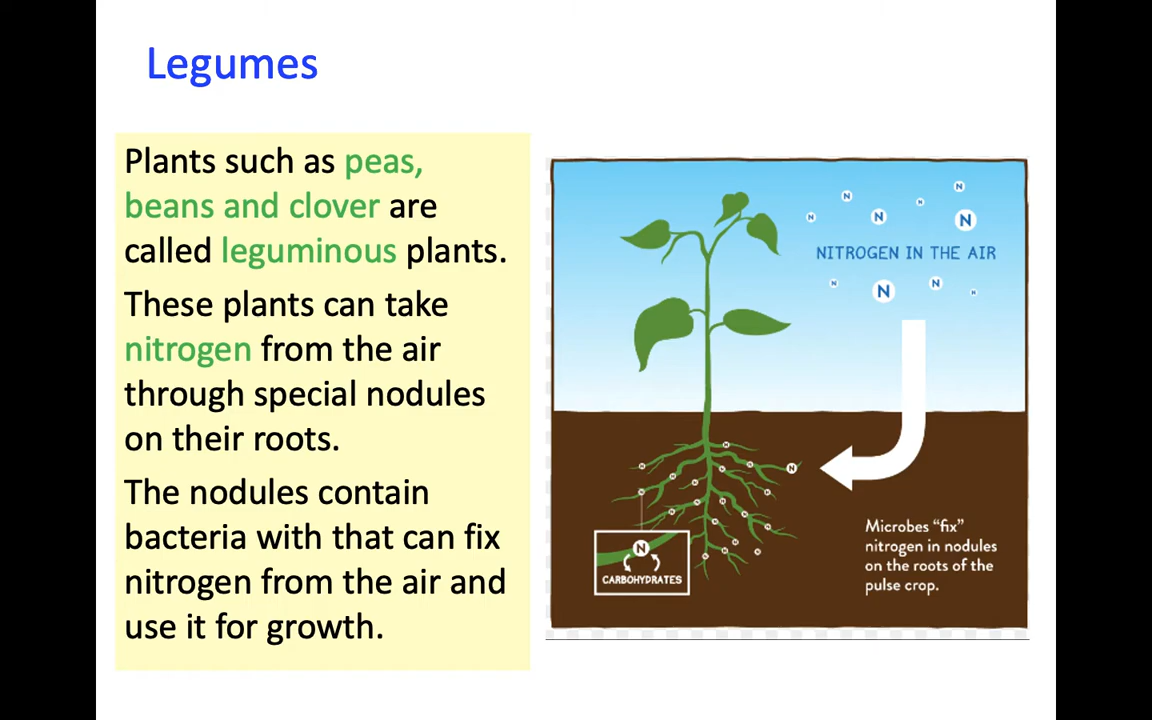 Legumes
Plants such as peas,
beans and clover are
called leguminous plants.
These plants can take
nitrogen from the air
through special nodules
on their roots.
The nodules contain
bacteria with that can fix
nitrogen from the air and
use it for growth.
N N N N N N
NITROGEN IN THE AIR
N N N N
N
Microbes “fix”
nitrogen in nodules
on the roots of the
pulse crop.
N
CARBOHYDRATES